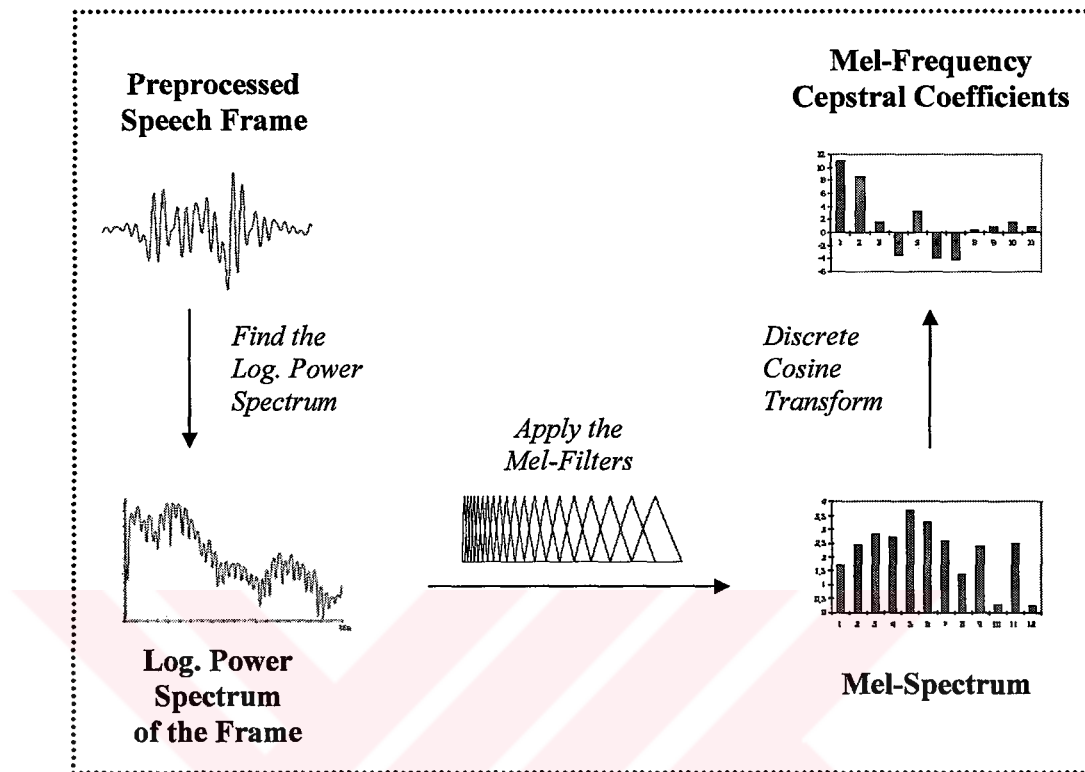 Preprocessed
Speech Frame
Find the
Log. Power
Spectrum
Log. Power
Spectrum
of the Frame
Apply the
Mel-Filters
Mel-Spectrum
Discrete
Cosine
Transform
Mel-Frequency
Cepstral Coefficients